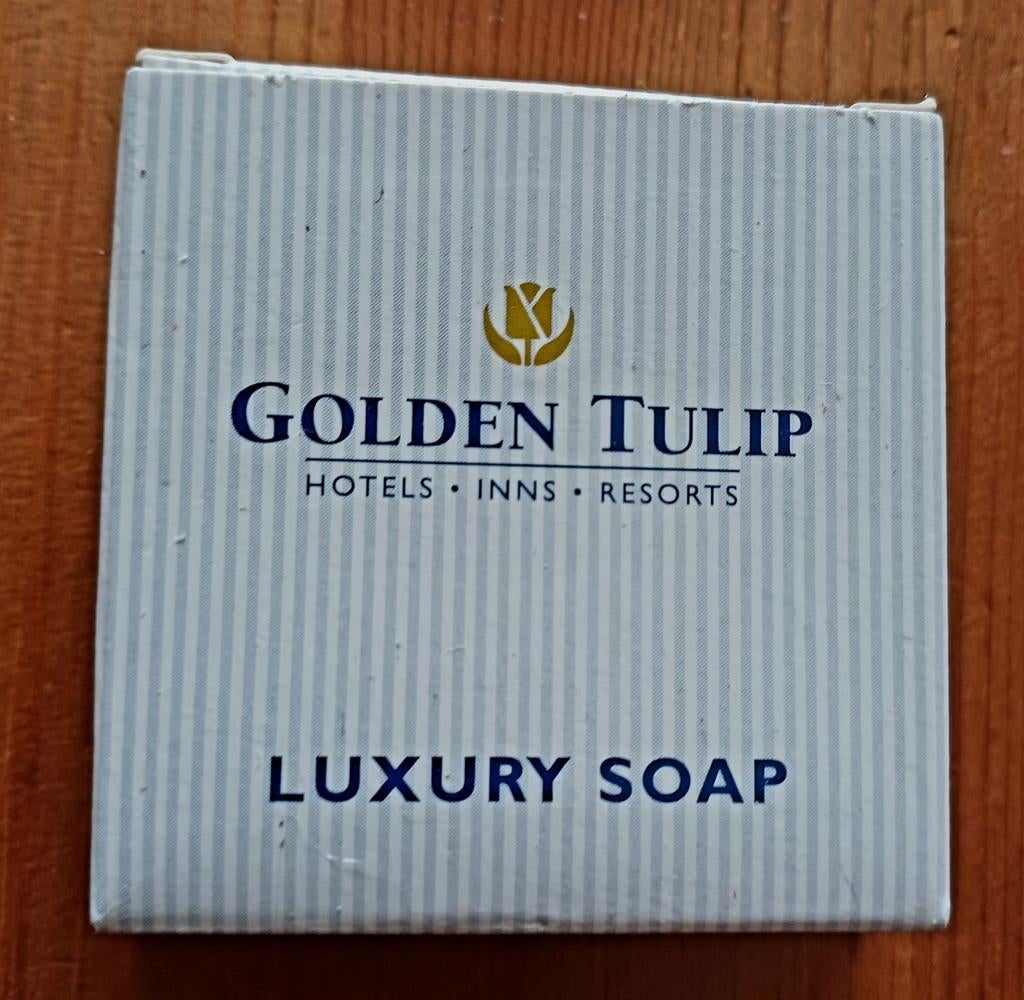 GOLDEN TULIP
HOTELS • INNS • RESORTS
LUXURY SOAP